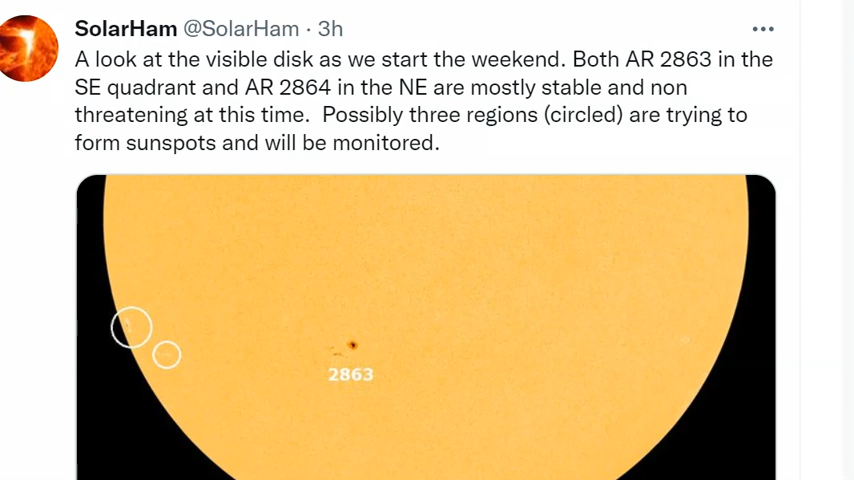 SolarHam @SolarHam · 3h
A look at the visible disk as we start the weekend. Both AR 2863 in the
SE quadrant and AR 2864 in the NE are mostly stable and non
threatening at this time.  Possibly three regions (circled) are trying to
form sunspots and will be monitored.
2863